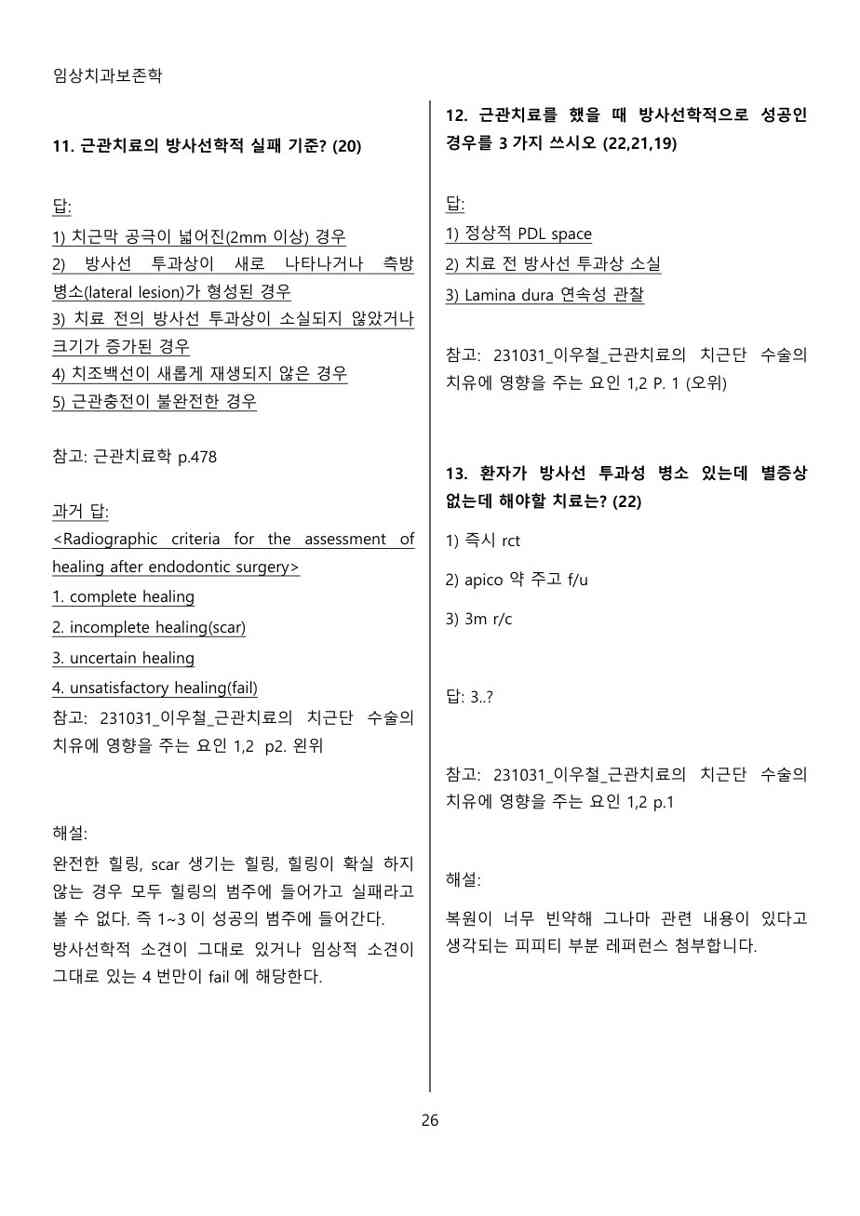 임상치과보존학
11. 근관치료의 방사선학적 실패 기준? (20)
답:
1) 치근막 공극이 넓어진(2mm 이상) 경우
2) 방사선 투과상이 새로 나타나거나 측방
병소(lateral lesion)가 형성된 경우
3) 치료 전의 방사선 투과상이 소실되지 않았거나
크기가 증가된 경우
4) 치조백선이 새롭게 재생되지 않은 경우
5) 근관충전이 불완전한 경우
참고: 근관치료학 p.478
과거 답:
<Radiographic criteria for the assessment of
healing after endodontic surgery>
1. complete healing
2. incomplete healing(scar)
3. uncertain healing
4. unsatisfactory healing(fail)
참고: 231031_이우철_근관치료의 치근단 수술의
치유에 영향을 주는 요인 1,2 p2. 왼위
해설:
완전한 힐링, scar 생기는 힐링, 힐링이 확실 하지
않는 경우 모두 힐링의 범주에 들어가고 실패라고
볼 수 없다. 즉 1~3 이 성공의 범주에 들어간다.
방사선학적 소견이 그대로 있거나 임상적 소견이
그대로 있는 4 번만이 fail 에 해당한다.
12. 근관치료를 했을 때 방사선학적으로 성공인
경우를 3 가지 쓰시오 (22,21,19)
답:
1) 정상적 PDL space
2) 치료 전 방사선 투과상 소실
3) Lamina dura 연속성 관찰
참고: 231031_이우철_근관치료의 치근단 수술의
치유에 영향을 주는 요인 1,2 P. 1 (오위)
13. 환자가 방사선 투과성 병소 있는데 별증상
없는데 해야할 치료는? (22)
1) 즉시 rct
2) apico 약 주고 f/u
3) 3m r/c
답: 3..?
참고: 231031_이우철_근관치료의 치근단 수술의
치유에 영향을 주는 요인 1,2 p.1
해설:
복원이 너무 빈약해 그나마 관련 내용이 있다고
생각되는 피피티 부분 레퍼런스 첨부합니다.
26